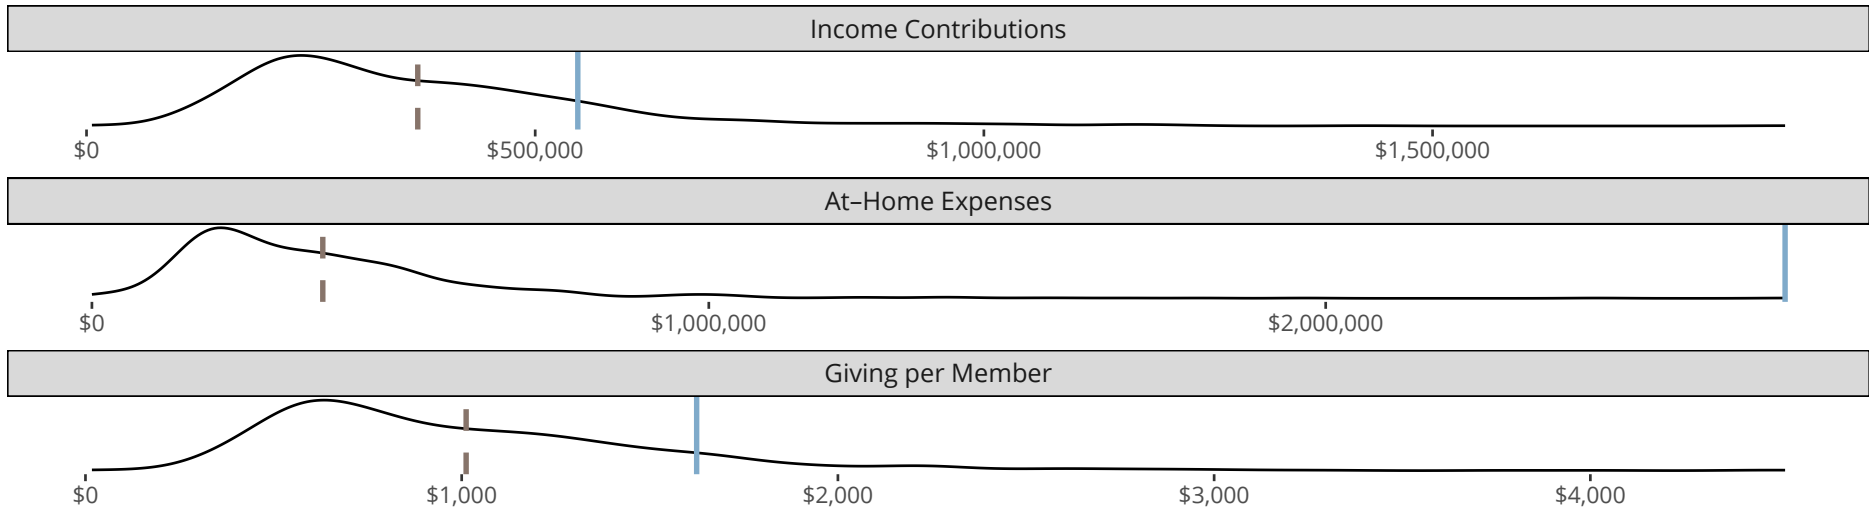 Income Contributions
$0 $500,000 $1,000,000 $1,500,000
At–Home Expenses
$0 $1,000,000 $2,000,000
Giving per Member
$0 $1,000 $2,000 $3,000 $4,000